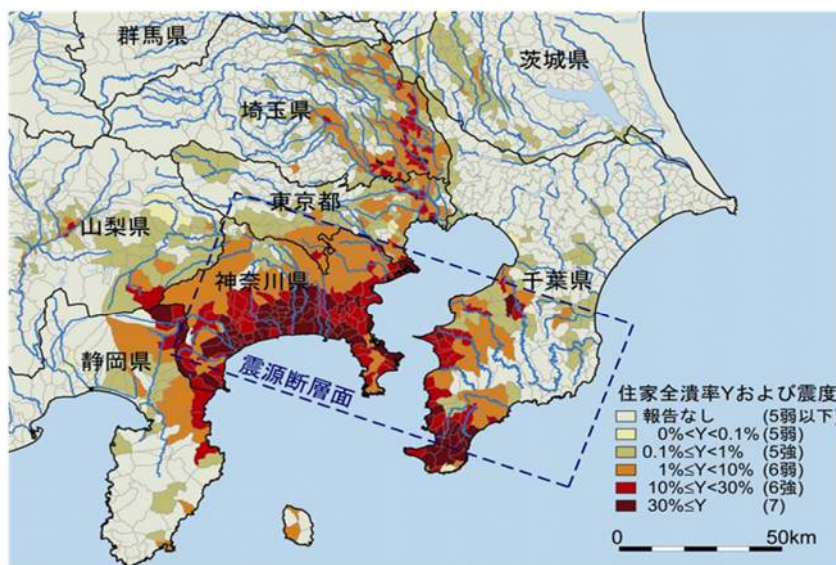 群馬県
茨城県
埼玉県
東京都
山梨県
神奈川県
千葉県
静岡県
震源断層面
住家全潰率Yおよび震度
報告なし (5弱以下)
0%<Y<0.1% (5弱)
0.1%≤Y<1% (5強)
1%≤Y<10% (6弱)
10%≤Y<30% (6強)
30%≤Y (7)
0 50km